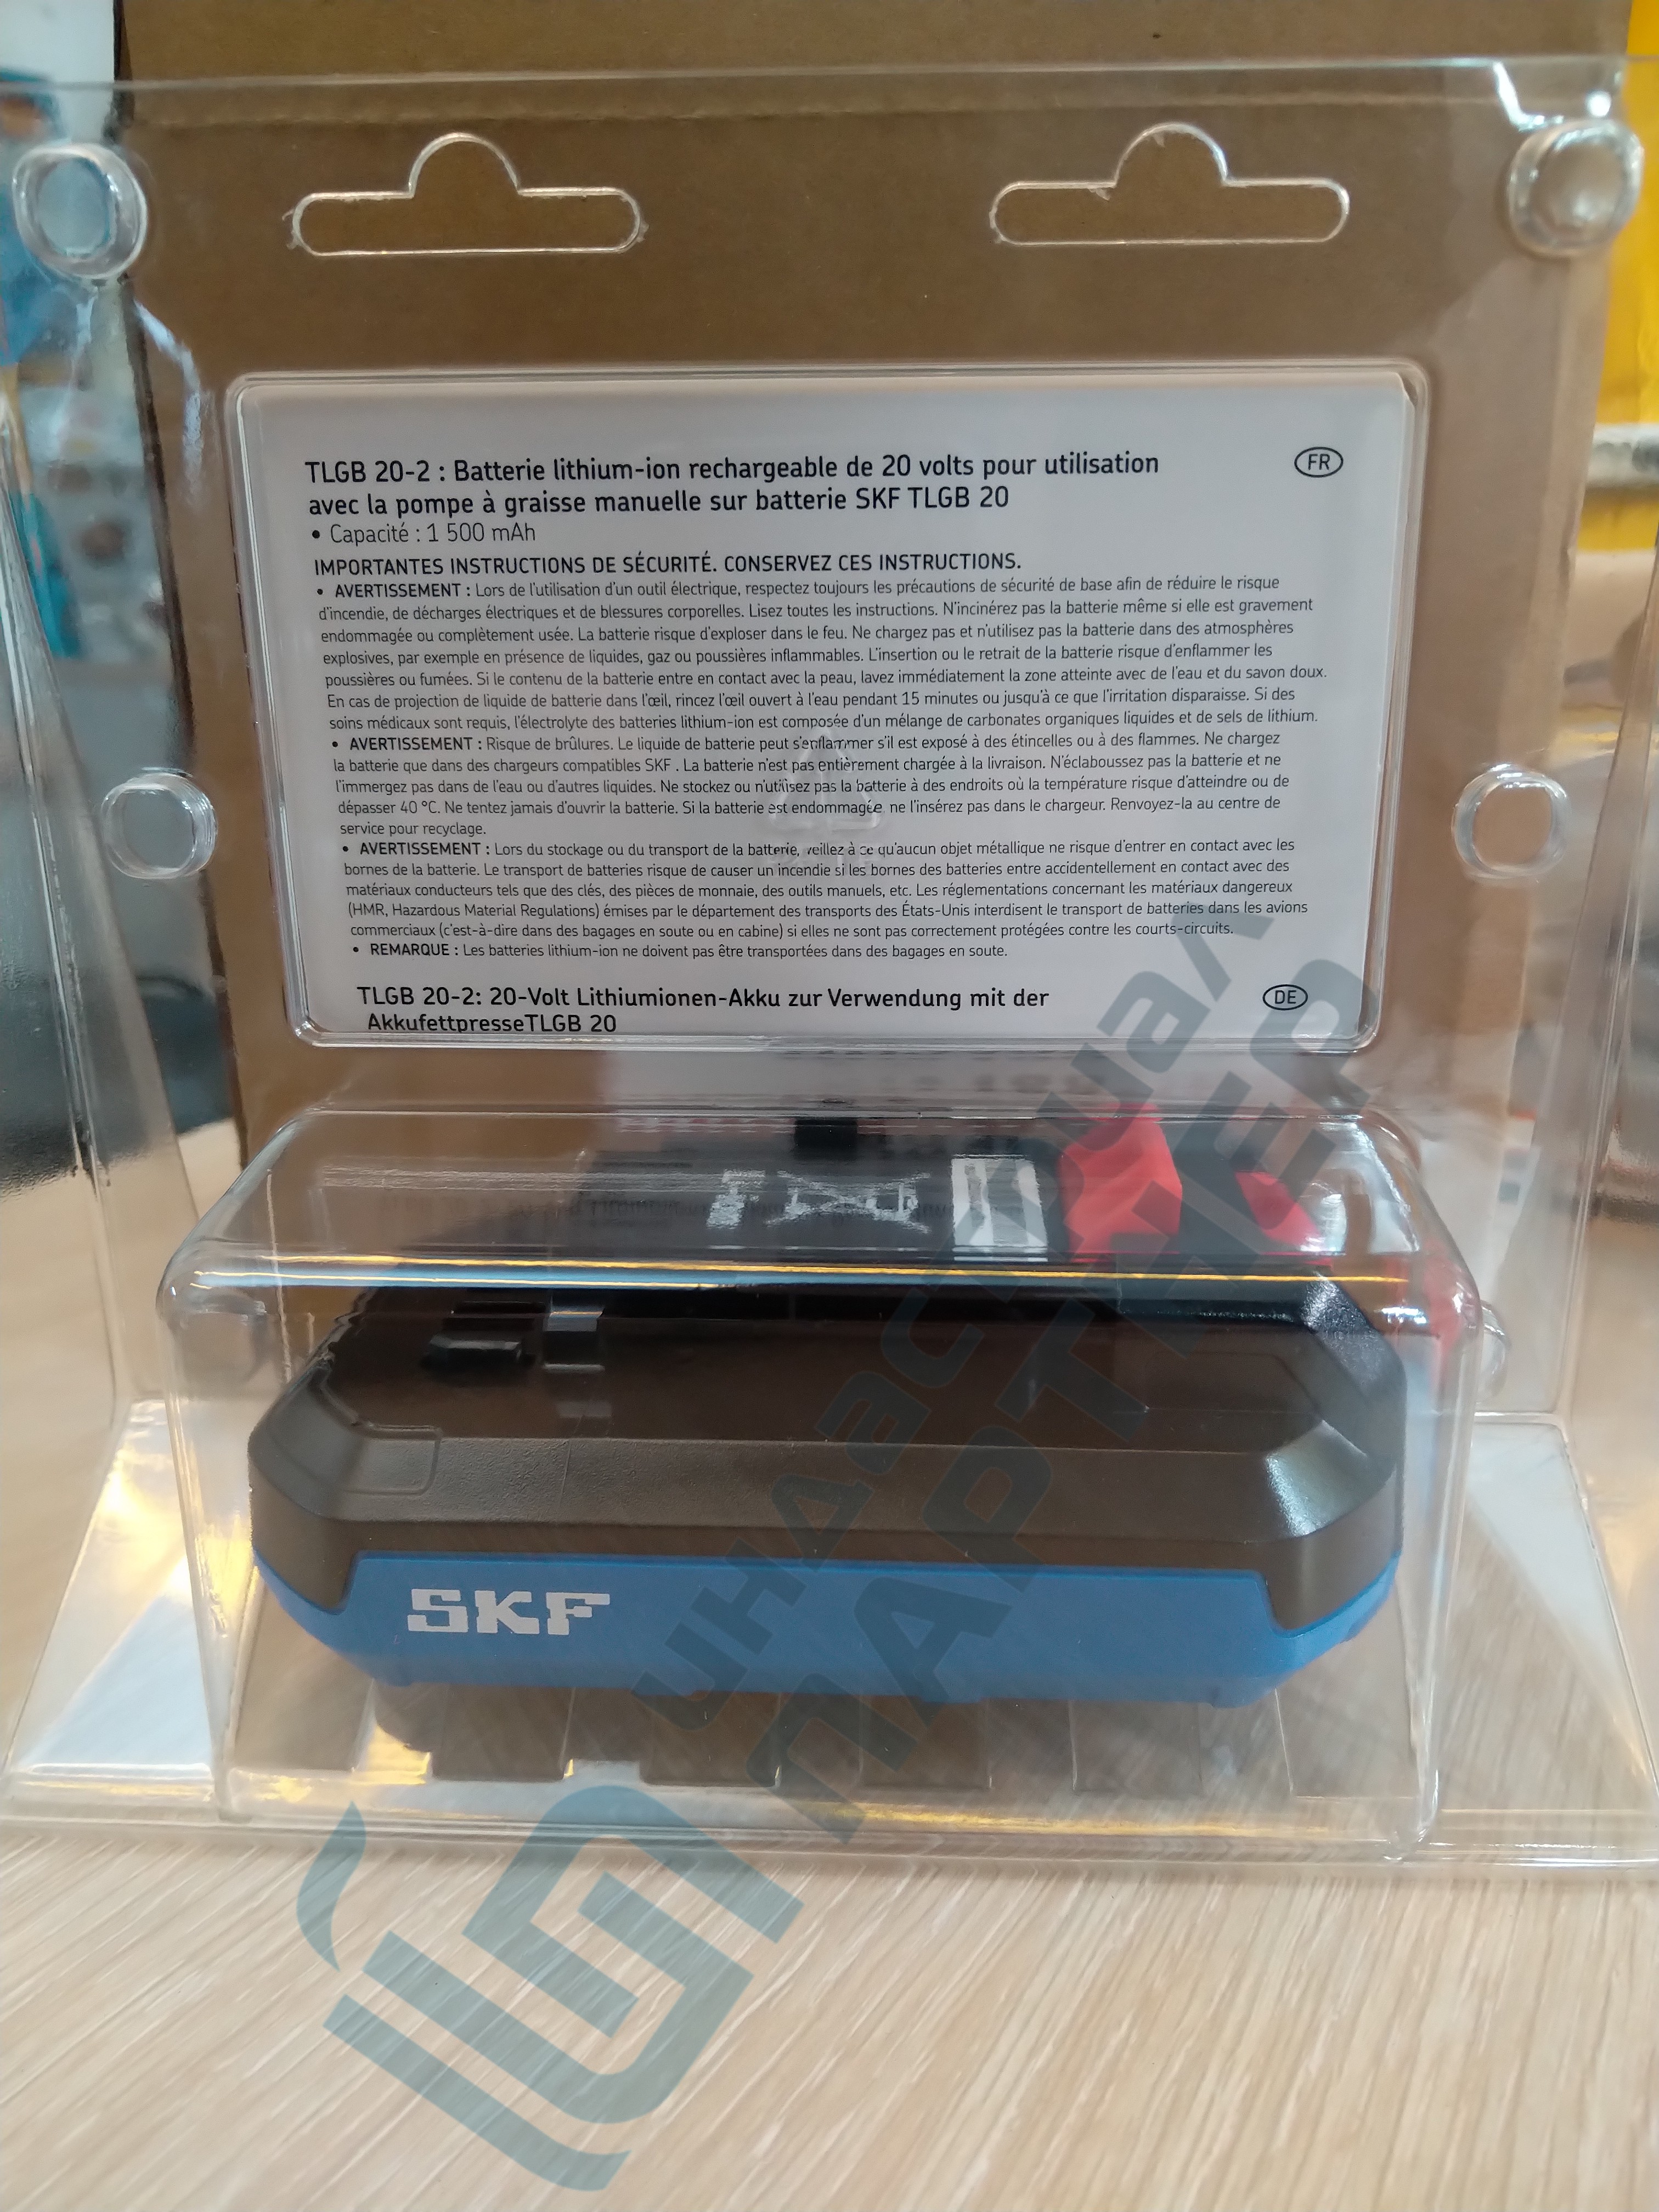 TLGB 20-2 : Batterie lithium-ion rechargeable de 20 volts pour utilisation
avec la pompe à graisse manuelle sur batterie SKF TLGB 20
FR
• Capacité : 1 500 mAh
IMPORTANTES INSTRUCTIONS DE SÉCURITÉ. CONSERVEZ CES INSTRUCTIONS.
• AVERTISSEMENT : Lors de l'utilisation d'un outil électrique, respectez toujours les précautions de sécurité de base afin de réduire le risque
d'incendie, de décharges électriques et de blessures corporelles. Lisez toutes les instructions. N'incinérez pas la batterie même si elle est gravement
endommagée ou complètement usée. La batterie risque d'exploser dans le feu. Ne chargez pas et n'utilisez pas la batterie dans des atmosphères
explosives, par exemple en présence de liquides, gaz ou poussières inflammables. L'insertion ou le retrait de la batterie risque d'enflammer les
poussières ou fumées. Si le contenu de la batterie entre en contact avec la peau, lavez immédiatement la zone atteinte avec de l'eau et du savon doux.
En cas de projection de liquide de batterie dans l'œil, rincez l'œil ouvert à l'eau pendant 15 minutes ou jusqu'à ce que l'irritation disparaisse. Si des
soins médicaux sont requis, l'électrolyte des batteries lithium-ion est composée d'un mélange de carbonates organiques liquides et de sels de lithium.
• AVERTISSEMENT : Risque de brûlures. Le liquide de batterie peut s'enflammer s'il est exposé à des étincelles ou à des flammes. Ne chargez
la batterie que dans des chargeurs compatibles SKF . La batterie n'est pas entièrement chargée à la livraison. N'éclaboussez pas la batterie et ne
l'immergez pas dans de l'eau ou d'autres liquides. Ne stockez ou n'utilisez pas la batterie à des endroits où la température risque d'atteindre ou de
dépasser 40 °C. Ne tentez jamais d'ouvrir la batterie. Si la batterie est endommagée, ne l'insérez pas dans le chargeur. Renvoyez-la au centre de
service pour recyclage.
• AVERTISSEMENT : Lors du stockage ou du transport de la batterie, veillez à ce qu'aucun objet métallique ne risque d'entrer en contact avec les
bornes de la batterie. Le transport de batteries risque de causer un incendie si les bornes des batteries entre accidentellement en contact avec des
matériaux conducteurs tels que des clés, des pièces de monnaie, des outils manuels, etc. Les réglementations concernant les matériaux dangereux
(HMR, Hazardous Material Regulations) émises par le département des transports des États-Unis interdisent le transport de batteries dans les avions
commerciaux (c'est-à-dire dans des bagages en soute ou en cabine) si elles ne sont pas correctement protégées contre les courts-circuits.
• REMARQUE : Les batteries lithium-ion ne doivent pas être transportées dans des bagages en soute.
TLGB 20-2: 20-Volt Lithiumionen-Akku zur Verwendung mit der
AkkufettpresseTLGB 20
DE
SKF
ИНДаСТРИал
ПАРТНЕР